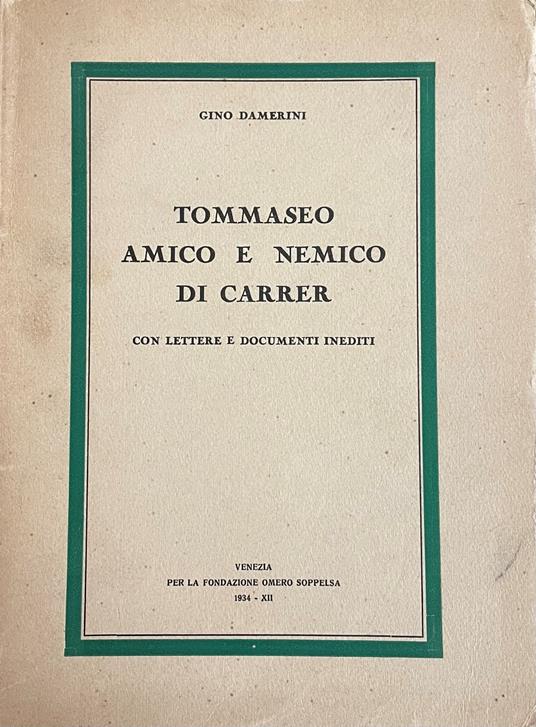 GINO DAMERINI
TOMMASEO
AMICO E NEMICO
DI CARRER
CON LETTERE E DOCUMENTI INEDITI
VENEZIA
PER LA FONDAZIONE OMERO SOPPELSA
1934 - XII